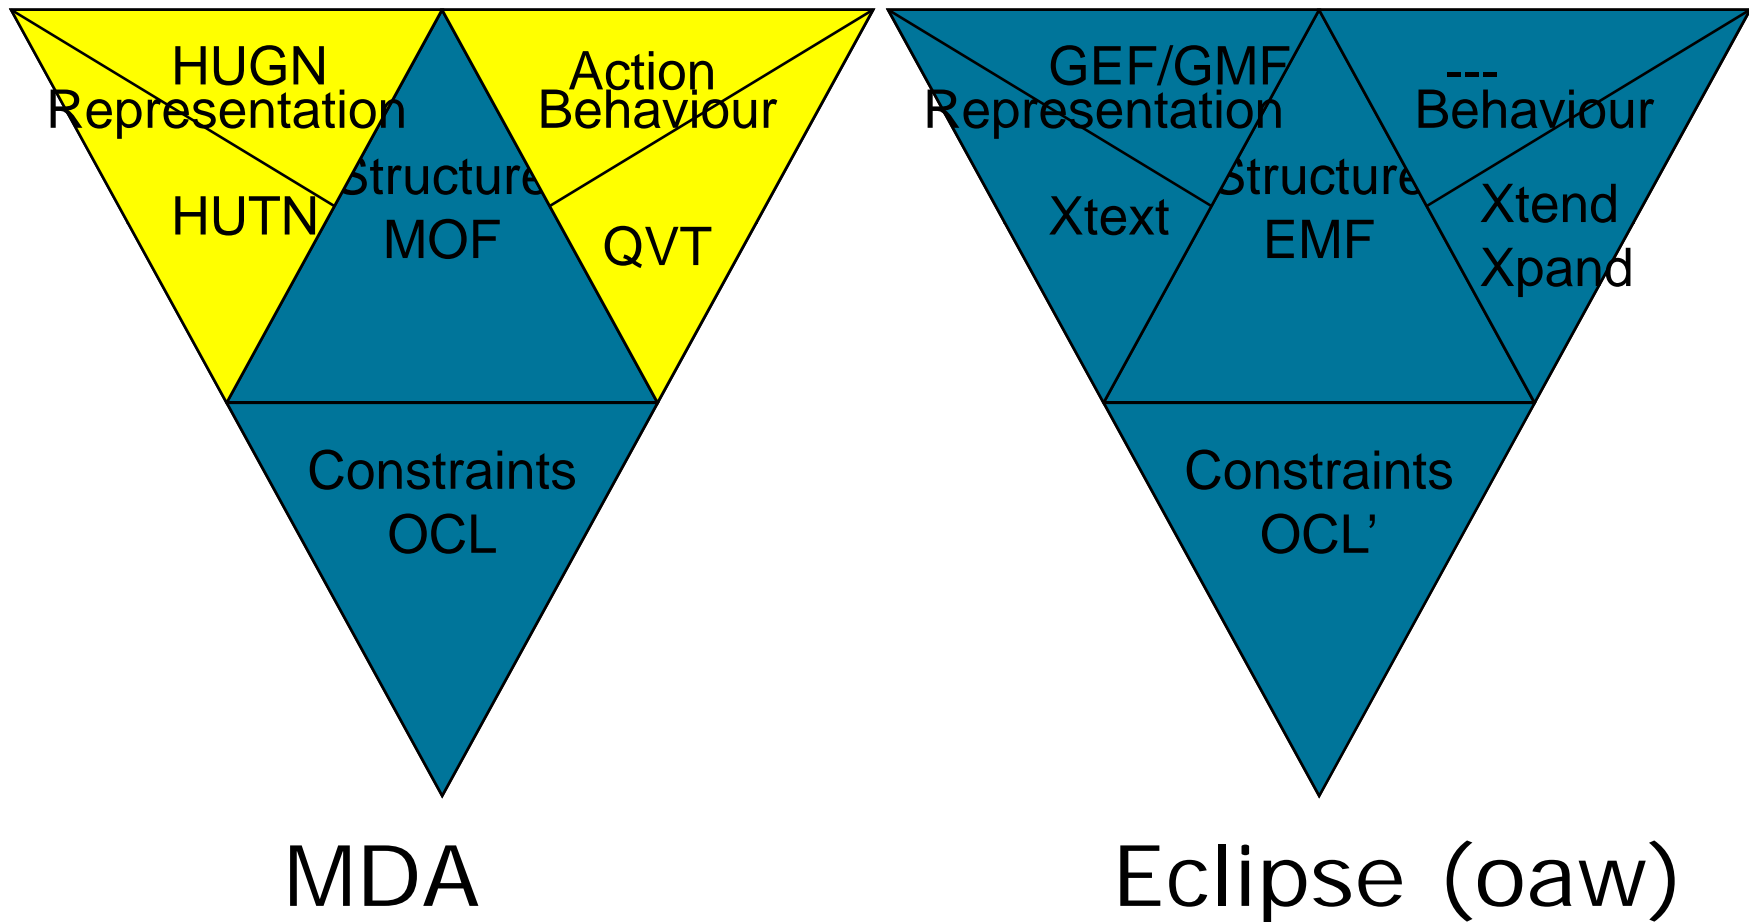 HUGN
Representation
HUTN
Structure
MOF
Action
Behaviour
QVT
Constraints
OCL
MDA
GEF/GMF
Representation
Xtext
Structure
EMF
---
Behaviour
Xtend
Xpand
Constraints
OCL’
Eclipse (oaw)